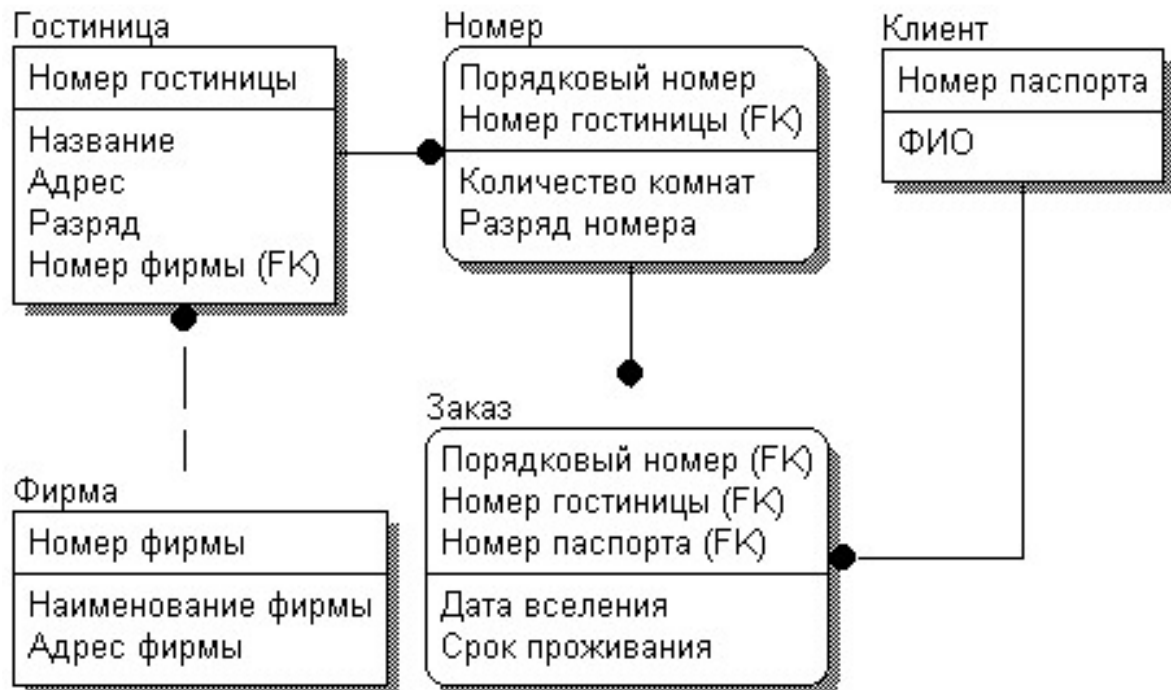 Гостиница
Номер гостиницы
Название
Адрес
Разряд
Номер фирмы (FK)
Номер
Порядковый номер
Номер гостиницы (FK)
Количество комнат
Разряд номера
Клиент
Номер паспорта
ФИО
Фирма
Номер фирмы
Наименование фирмы
Адрес фирмы
Заказ
Порядковый номер (FK)
Номер гостиницы (FK)
Номер паспорта (FK)
Дата вселения
Срок проживания